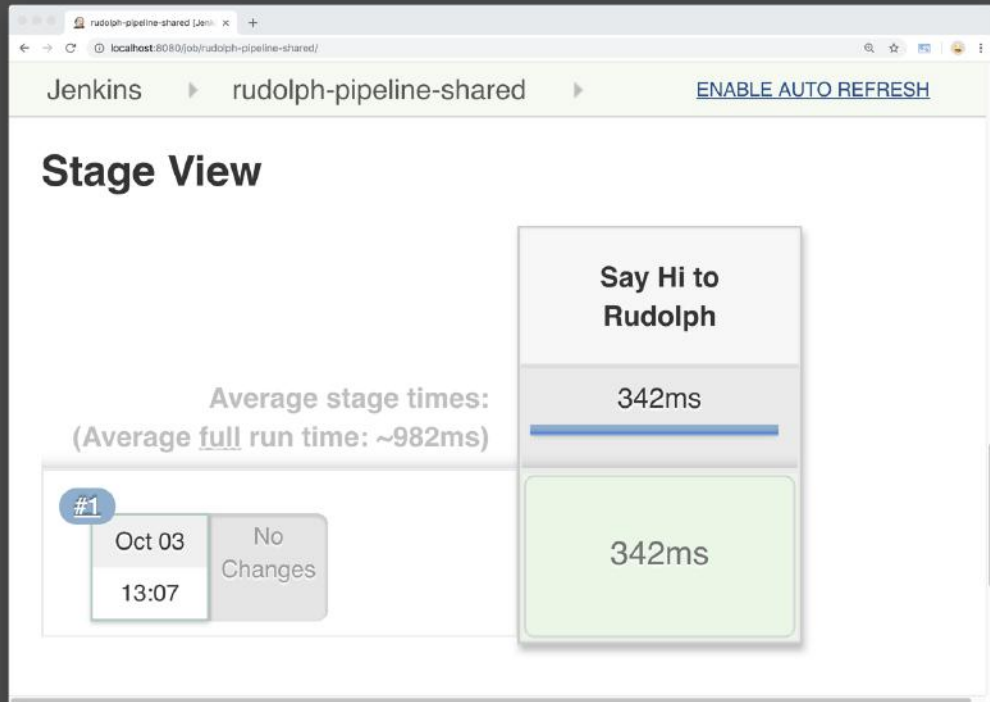 rudolph-pipeline-shared [Jenk
localhost:8080/job/rudolph-pipeline-shared/
Jenkins rudolph-pipeline-shared ENABLE AUTO REFRESH
Stage View
Say Hi to
Rudolph
Average stage times:
(Average full run time: ~982ms)
342ms
#1
Oct 03
13:07
No
Changes
342ms